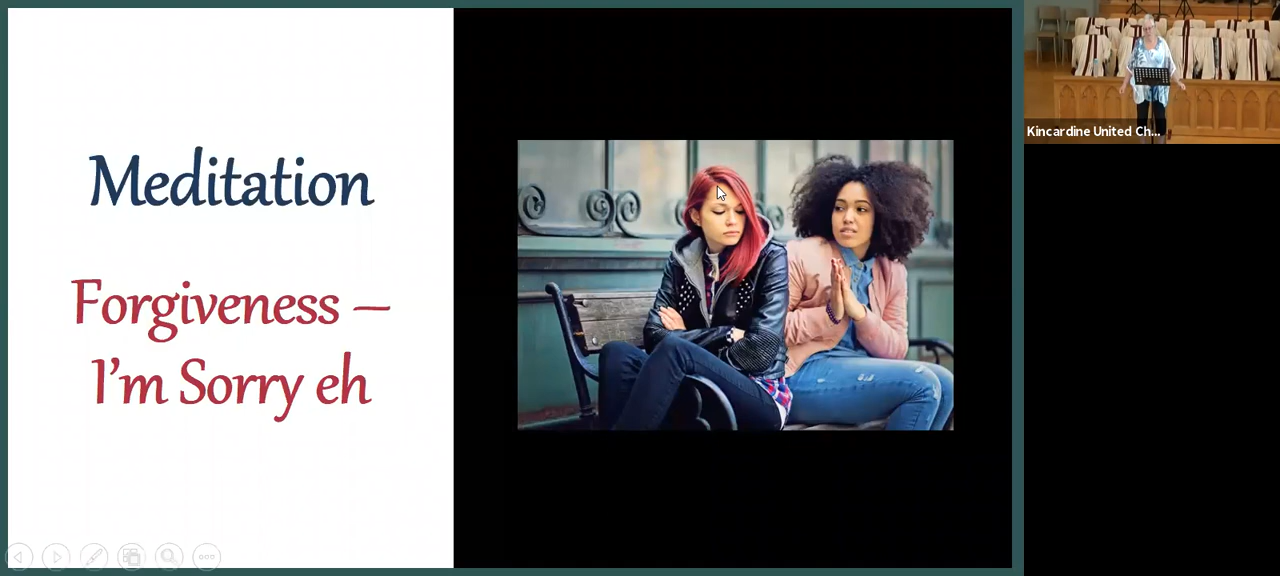 Meditation
Forgiveness –
I'm Sorry eh
Kincardine United Ch...